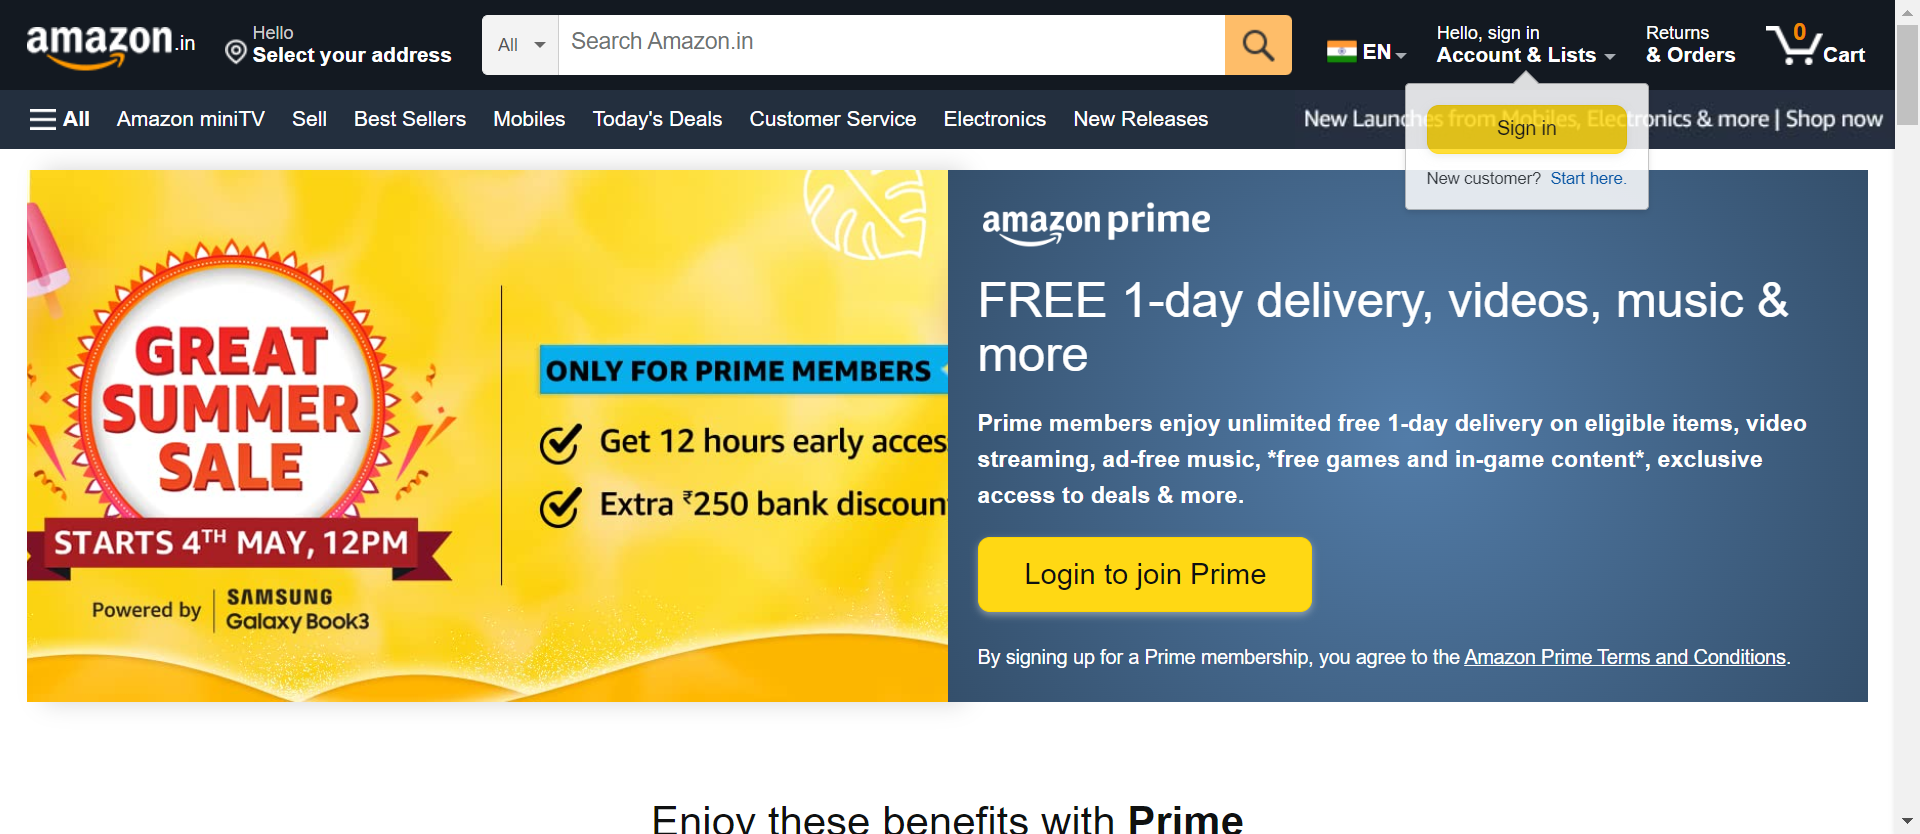 amazon.in
Hello
Select your address
All
Search Amazon.in
EN
Hello, sign in
Account & Lists
Returns
& Orders
0
Cart
All
Amazon miniTV
Sell
Best Sellers
Mobiles
Today's Deals
Customer Service
Electronics
New Releases
New Launches from Mobiles, Electronics & more | Shop now
Sign in
New customer? Start here.
GREAT
SUMMER
SALE
STARTS 4TH MAY, 12PM
Powered by
SAMSUNG
Galaxy Book3
ONLY FOR PRIME MEMBERS
Get 12 hours early acces
Extra ₹250 bank discoun
amazon prime
FREE 1-day delivery, videos, music &
more
Prime members enjoy unlimited free 1-day delivery on eligible items, video
streaming, ad-free music, *free games and in-game content*, exclusive
access to deals & more.
Login to join Prime
By signing up for a Prime membership, you agree to the Amazon Prime Terms and Conditions.
Enjoy these benefits with Prime